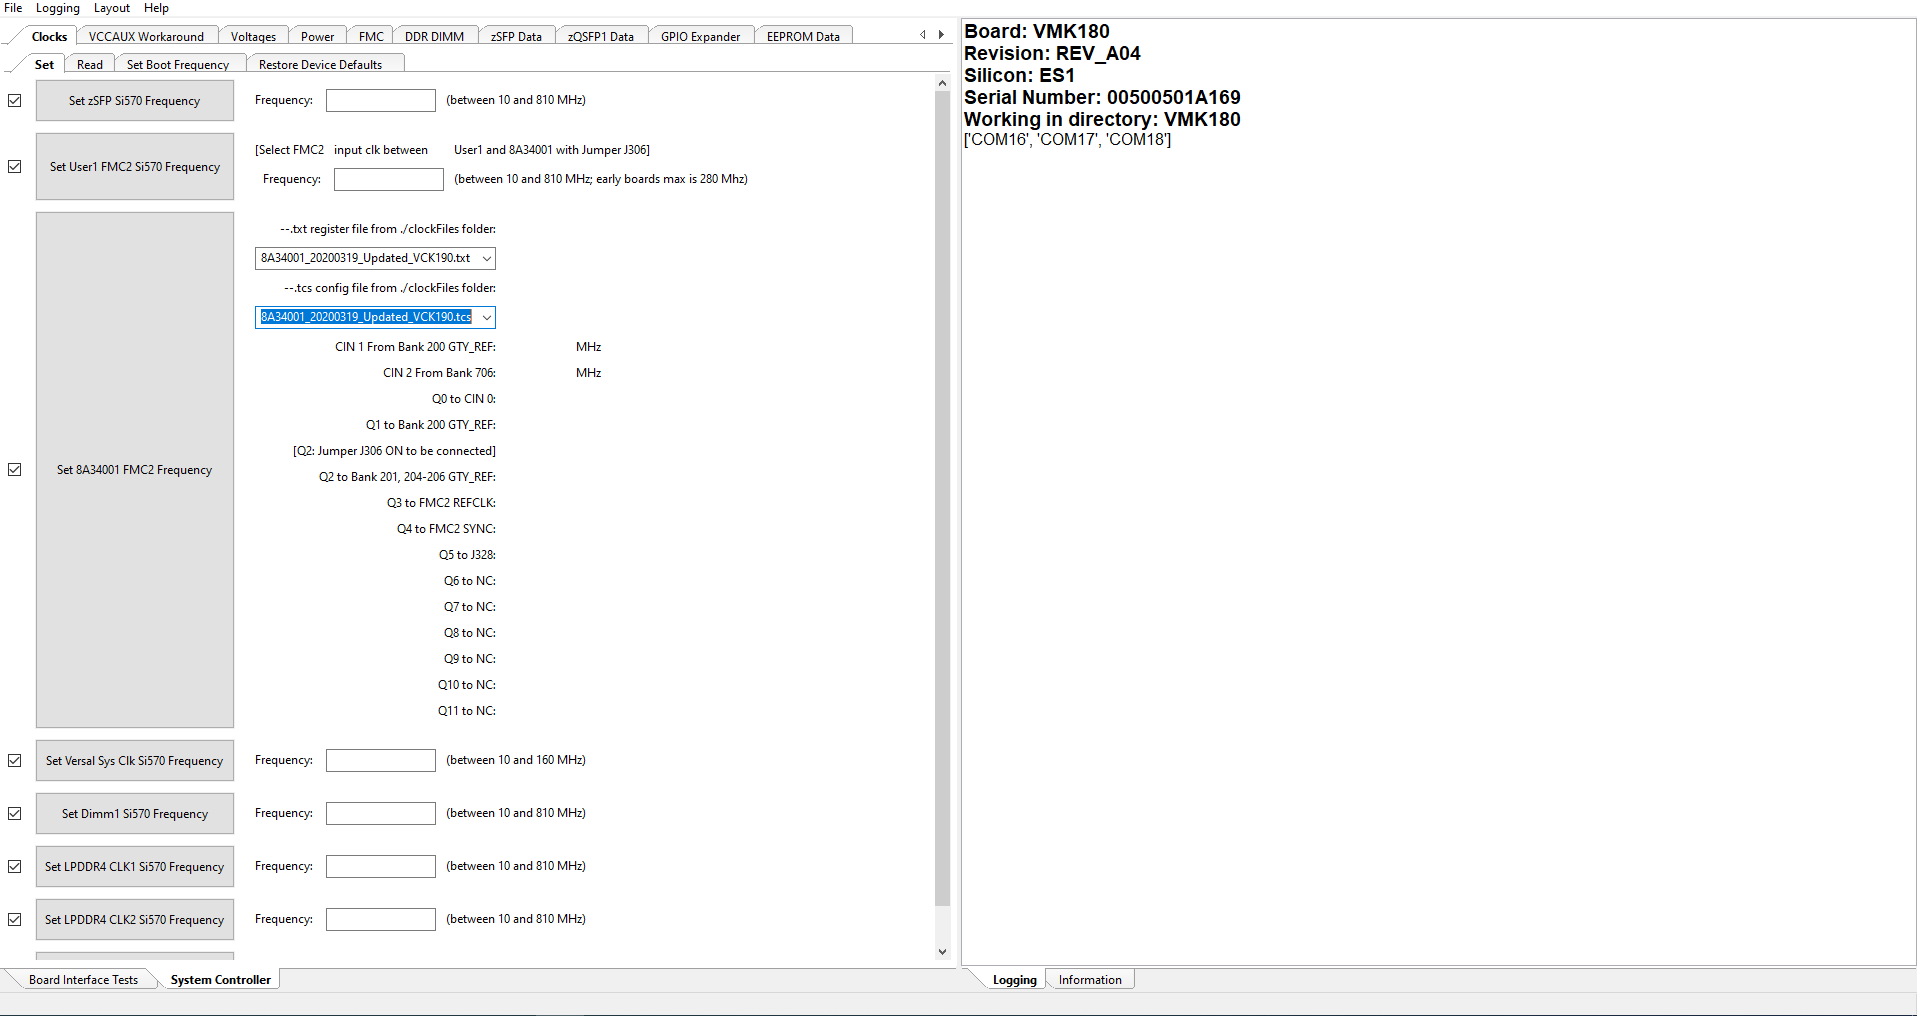 File Logging Layout Help
Clocks VCCAUX Workaround Voltages Power FMC DDR DIMM zSFP Data zQSFP1 Data GPIO Expander EEPROM Data
Set Read Set Boot Frequency Restore Device Defaults
Set zSFP Si570 Frequency Frequency: (between 10 and 810 MHz)
[Select FMC2 input clk between User1 and 8A34001 with Jumper J306]
Set User1 FMC2 Si570 Frequency
Frequency: (between 10 and 810 MHz; early boards max is 280 Mhz)
--.txt register file from ./clockFiles folder:
8A34001_20200319_Updated_VCK190.txt
--.tcs config file from ./clockFiles folder:
8A34001_20200319_Updated_VCK190.tcs
CIN 1 From Bank 200 GTY_REF: MHz
CIN 2 From Bank 706: MHz
Q0 to CIN 0:
Q1 to Bank 200 GTY_REF:
[Q2: Jumper J306 ON to be connected]
Set 8A34001 FMC2 Frequency
Q2 to Bank 201, 204-206 GTY_REF:
Q3 to FMC2 REFCLK:
Q4 to FMC2 SYNC:
Q5 to J328:
Q6 to NC:
Q7 to NC:
Q8 to NC:
Q9 to NC:
Q10 to NC:
Q11 to NC:
Set Versal Sys Clk Si570 Frequency Frequency: (between 10 and 160 MHz)
Set Dimm1 Si570 Frequency Frequency: (between 10 and 810 MHz)
Set LPDDR4 CLK1 Si570 Frequency Frequency: (between 10 and 810 MHz)
Set LPDDR4 CLK2 Si570 Frequency Frequency: (between 10 and 810 MHz)
Board Interface Tests System Controller
Board: VMK180
Revision: REV_A04
Silicon: ES1
Serial Number: 00500501A169
Working in directory: VMK180
['COM16', 'COM17', 'COM18']
Logging Information